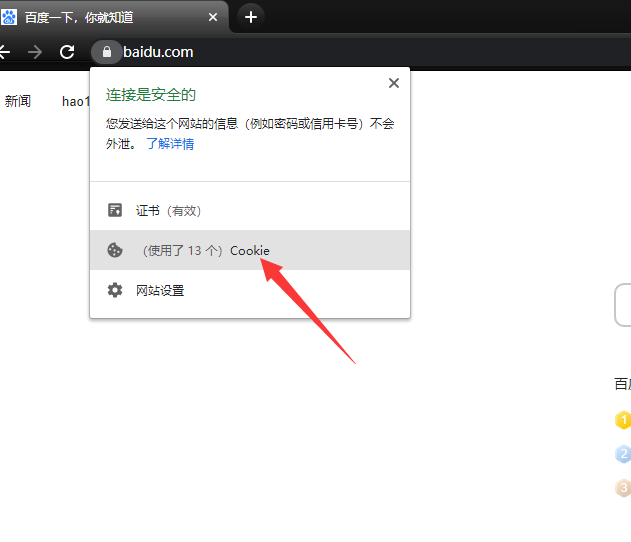 百度一下，你就知道
baidu.com
新闻
连接是安全的
您发送给这个网站的信息（例如密码或信用卡号）不会
外泄。 了解详情
证书（有效）
（使用了 13 个）Cookie
网站设置
1
2
3